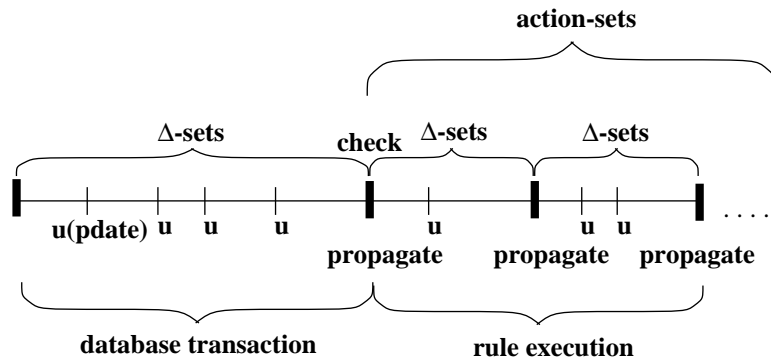 action-sets
Δ-sets check Δ-sets Δ-sets
u(pdate) u u u u u u
propagate propagate propagate
. . . .
database transaction rule execution